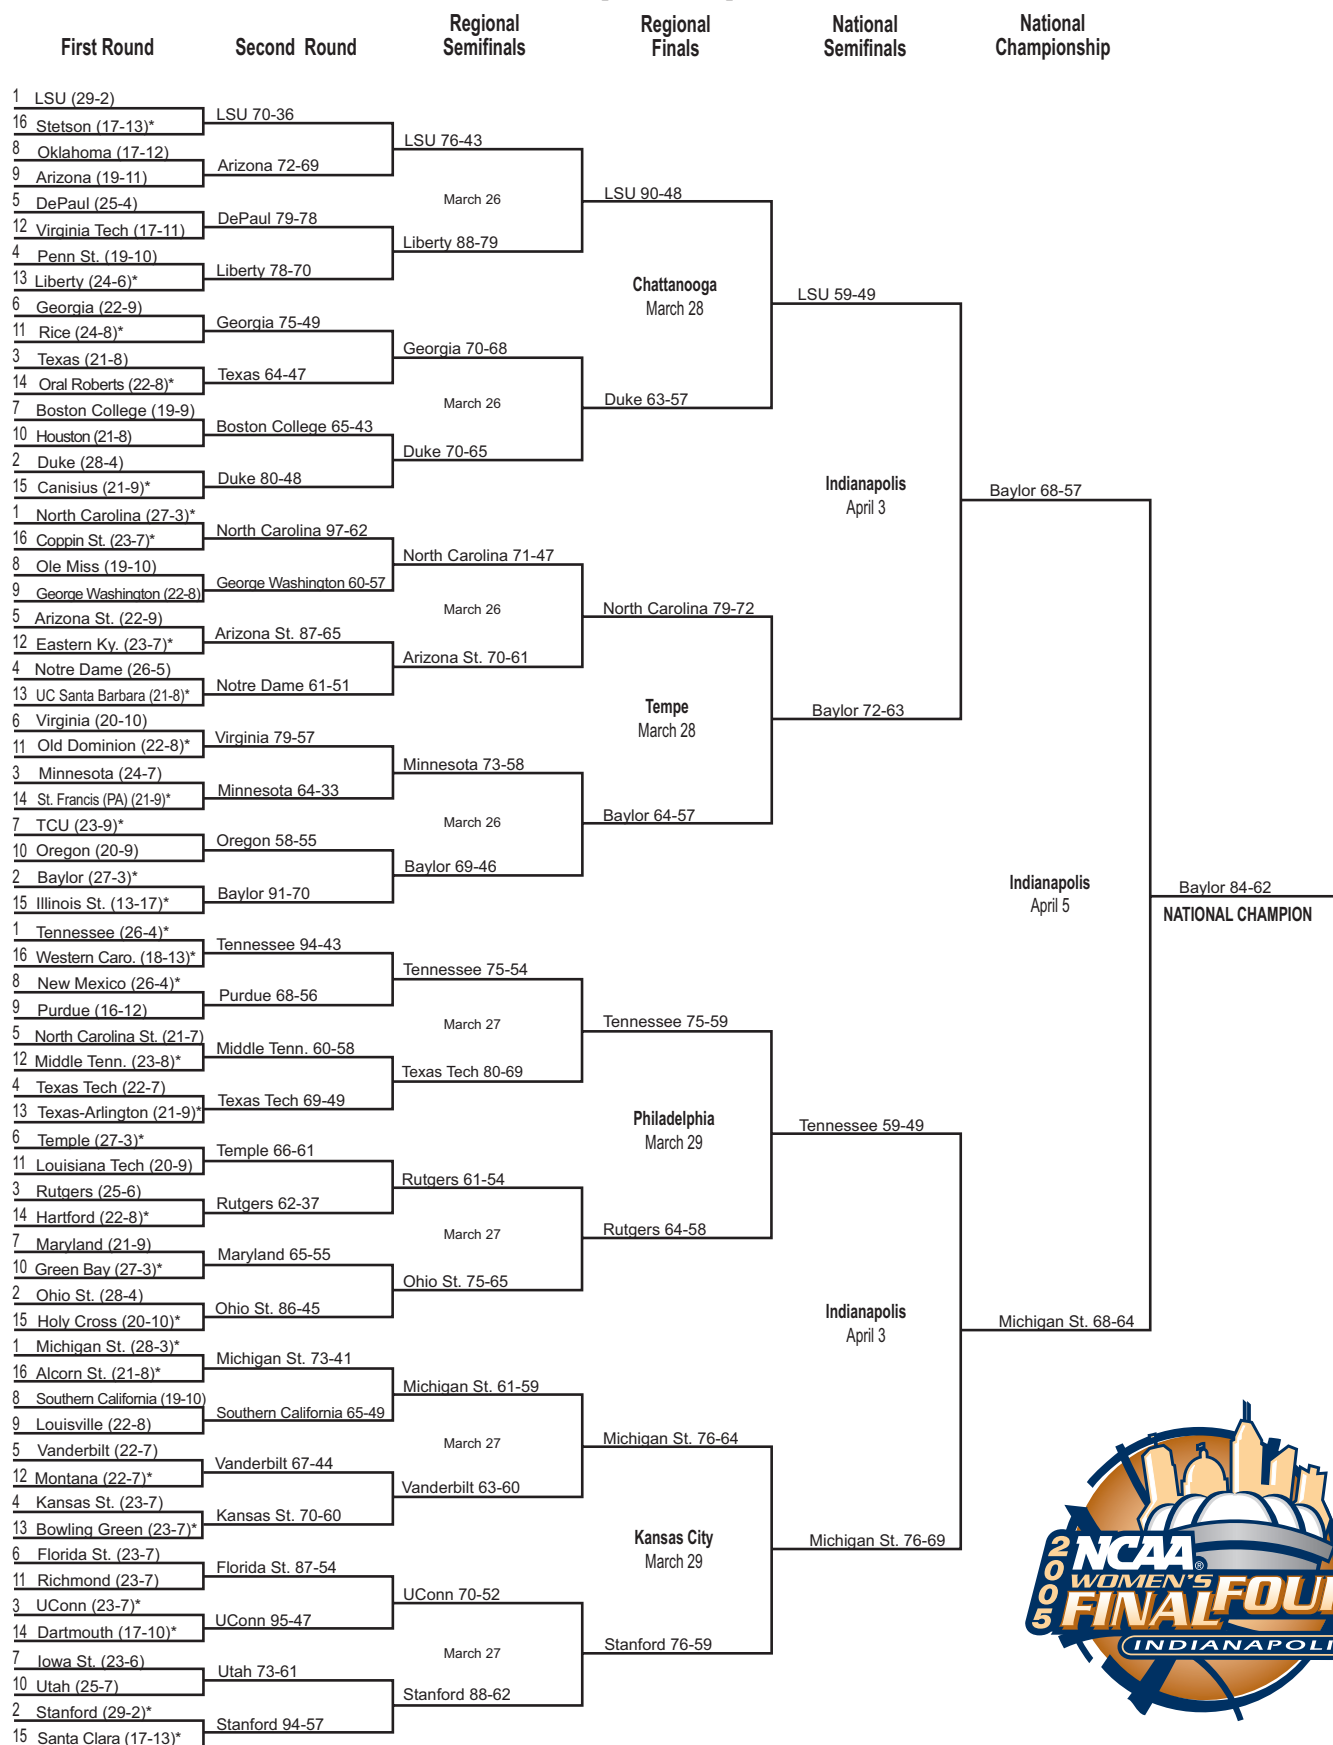 First Round
Second Round
Regional
Semifinals
Regional
Finals
National
Semifinals
National
Championship
1 LSU (29-2)
16 Stetson (17-13)*
8 Oklahoma (17-12)
9 Arizona (19-11)
5 DePaul (25-4)
12 Virginia Tech (17-11)
4 Penn St. (19-10)
13 Liberty (24-6)*
6 Georgia (22-9)
11 Rice (24-8)*
3 Texas (21-8)
14 Oral Roberts (22-8)*
7 Boston College (19-9)
10 Houston (21-8)
2 Duke (28-4)
15 Canisius (21-9)*
1 North Carolina (27-3)*
16 Coppin St. (23-7)*
8 Ole Miss (19-10)
9 George Washington (22-8)
5 Arizona St. (22-9)
12 Eastern Ky. (23-7)*
4 Notre Dame (26-5)
13 UC Santa Barbara (21-8)*
6 Virginia (20-10)
11 Old Dominion (22-8)*
3 Minnesota (24-7)
14 St. Francis (PA) (21-9)*
7 TCU (23-9)*
10 Oregon (20-9)
2 Baylor (27-3)*
15 Illinois St. (13-17)*
1 Tennessee (26-4)*
16 Western Caro. (18-13)*
8 New Mexico (26-4)*
9 Purdue (16-12)
5 North Carolina St. (21-7)
12 Middle Tenn. (23-8)*
4 Texas Tech (22-7)
13 Texas-Arlington (21-9)*
6 Temple (27-3)*
11 Louisiana Tech (20-9)
3 Rutgers (25-6)
14 Hartford (22-8)*
7 Maryland (21-9)
10 Green Bay (27-3)*
2 Ohio St. (28-4)
15 Holy Cross (20-10)*
1 Michigan St. (28-3)*
16 Alcorn St. (21-8)*
8 Southern California (19-10)
9 Louisville (22-8)
5 Vanderbilt (22-7)
12 Montana (22-7)*
4 Kansas St. (23-7)
13 Bowling Green (23-7)*
6 Florida St. (23-7)
11 Richmond (23-7)
3 UConn (23-7)*
14 Dartmouth (17-10)*
7 Iowa St. (23-6)
10 Utah (25-7)
2 Stanford (29-2)*
15 Santa Clara (17-13)*
LSU 70-36
Arizona 72-69
DePaul 79-78
Liberty 78-70
Georgia 75-49
Texas 64-47
Boston College 65-43
Duke 80-48
North Carolina 97-62
George Washington 60-57
Arizona St. 87-65
Notre Dame 61-51
Virginia 79-57
Minnesota 64-33
Oregon 58-55
Baylor 91-70
Tennessee 94-43
Purdue 68-56
Middle Tenn. 60-58
Texas Tech 69-49
Temple 66-61
Rutgers 62-37
Maryland 65-55
Ohio St. 86-45
Michigan St. 73-41
Southern California 65-49
Vanderbilt 67-44
Kansas St. 70-60
Florida St. 87-54
UConn 95-47
Utah 73-61
Stanford 94-57
LSU 76-43
March 26
Liberty 88-79
Georgia 70-68
March 26
Duke 70-65
North Carolina 71-47
March 26
Arizona St. 70-61
Minnesota 73-58
March 26
Baylor 69-46
Tennessee 75-54
March 27
Texas Tech 80-69
Rutgers 61-54
March 27
Ohio St. 75-65
Michigan St. 61-59
March 27
Vanderbilt 63-60
UConn 70-52
March 27
Stanford 88-62
LSU 90-48
Chattanooga
March 28
Duke 63-57
North Carolina 79-72
Tempe
March 28
Baylor 64-57
Tennessee 75-59
Philadelphia
March 29
Rutgers 64-58
Michigan St. 76-64
Kansas City
March 29
Stanford 76-59
LSU 59-49
Indianapolis
April 3
Baylor 72-63
Tennessee 59-49
Indianapolis
April 3
Michigan St. 76-69
Baylor 68-57
Indianapolis
April 5
Michigan St. 68-64
Baylor 84-62
NATIONAL CHAMPION
2005
NCAA®
WOMEN'S
FINAL FOU
INDIANAPOLI